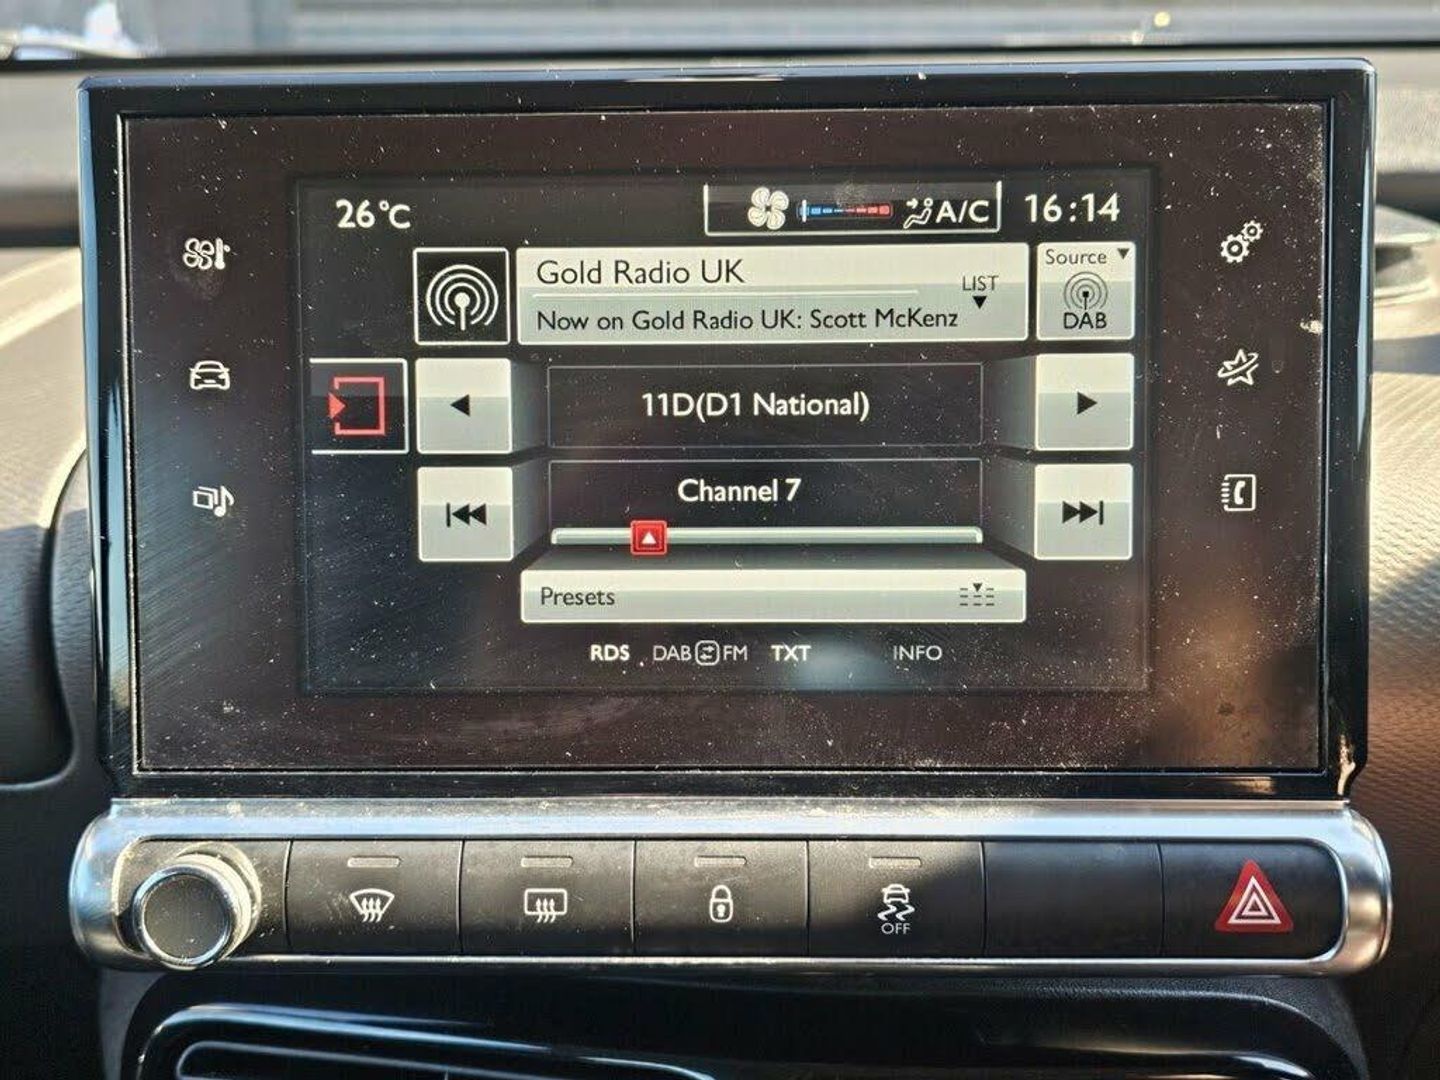 26°C
A/C
16:14
Gold Radio UK
LIST
Source
Now on Gold Radio UK: Scott McKenz
DAB
11D(D1 National)
Channel 7
Presets
RDS DAB FM TXT INFO
OFF